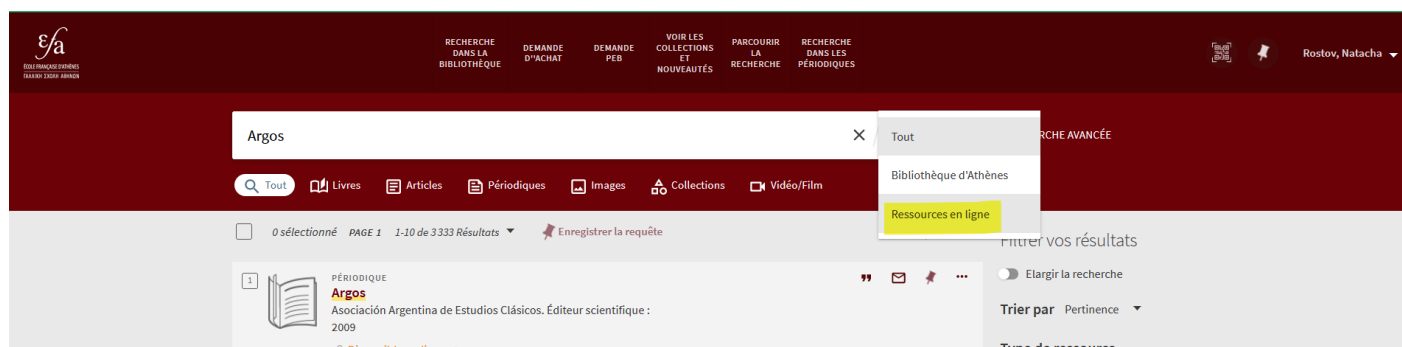 εfa
ÉCOLE FRANÇAISE D'ATHÈNES
ΓΑΛΛΙΚΗ ΣΧΟΛΗ ΑΘΗΝΩΝ
RECHERCHE
DANS LA
BIBLIOTHÈQUE
DEMANDE
D''ACHAT
DEMANDE
PEB
VOIR LES
COLLECTIONS
ET
NOUVEAUTÉS
PARCOURIR
LA
RECHERCHE
RECHERCHE
DANS LES
PÉRIODIQUES
Rostov, Natacha
Argos
Tout
Bibliothèque d'Athènes
Ressources en ligne
RCHE AVANCÉE
Tout
Livres
Articles
Périodiques
Images
Collections
Vidéo/Film
0 sélectionné PAGE 1 1-10 de 3333 Résultats
Enregistrer la requête
Filtrer vos résultats
Elargir la recherche
Trier par Pertinence
1
PÉRIODIQUE
Argos
Asociación Argentina de Estudios Clásicos. Éditeur scientifique :
2009